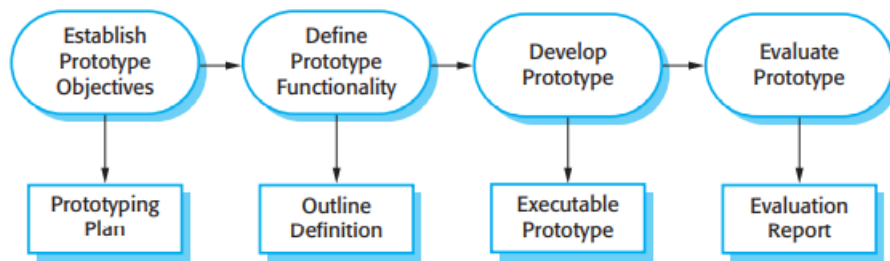 Establish
Prototype
Objectives
Define
Prototype
Functionality
Develop
Prototype
Evaluate
Prototype
Prototyping
Plan
Outline
Definition
Executable
Prototype
Evaluation
Report